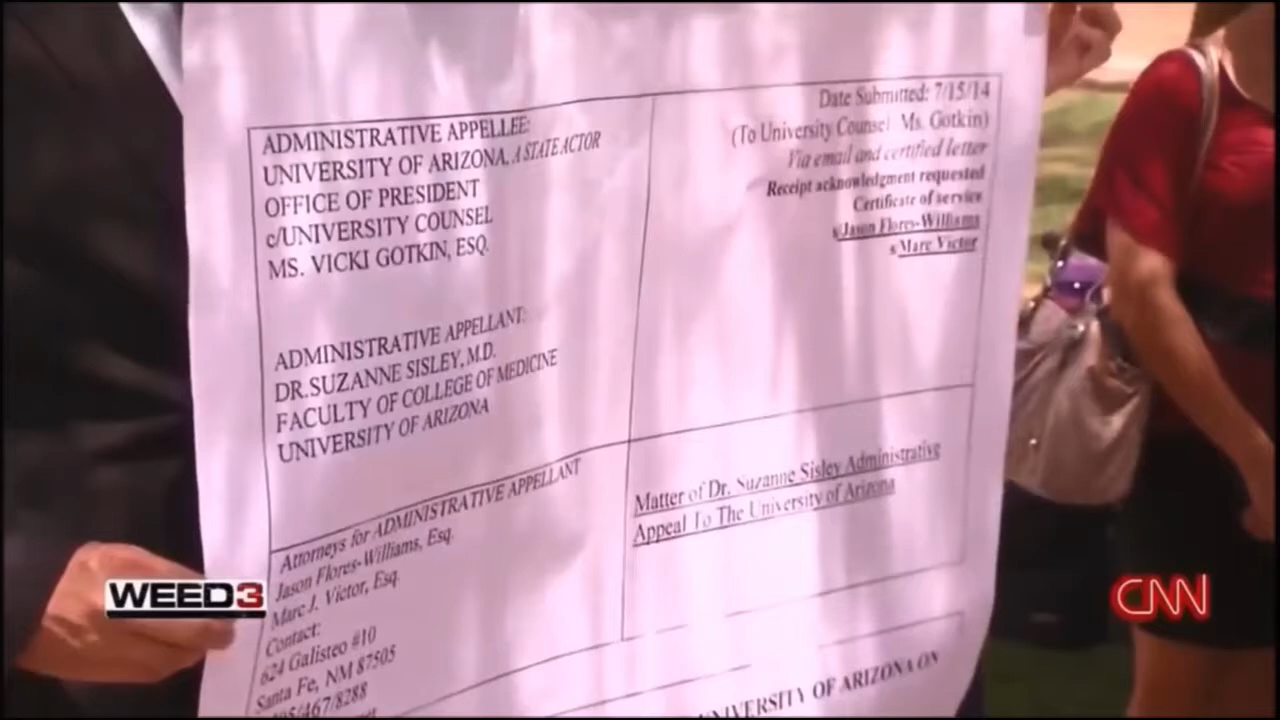 ADMINISTRATIVE APPELLEE:
UNIVERSITY OF ARIZONA, A STATE ACTOR
OFFICE OF PRESIDENT
c/UNIVERSITY COUNSEL
MS. VICKI GOTKIN, ESQ.
ADMINISTRATIVE APPELLANT:
DR.SUZANNE SISLEY, M.D.
FACULTY OF COLLEGE OF MEDICINE
UNIVERSITY OF ARIZONA
Date Submitted: 7/15/14
(To University Counsel Ms. Gotkin)
Via email and certified letter
Receipt acknowledgment requested
Certificate of service
s/Jason Flores-Williams
s/Marc Victor
Attorneys for ADMINISTRATIVE APPELLANT
Jason Flores-Williams, Esq.
Marc J. Victor, Esq.
Contact:
624 Galisteo #10
Santa Fe, NM 87505
/467/8288
Matter of Dr. Suzanne Sisley Administrative
Appeal To The University of Arizona
UNIVERSITY OF ARIZONA ON
WEED3
CNN